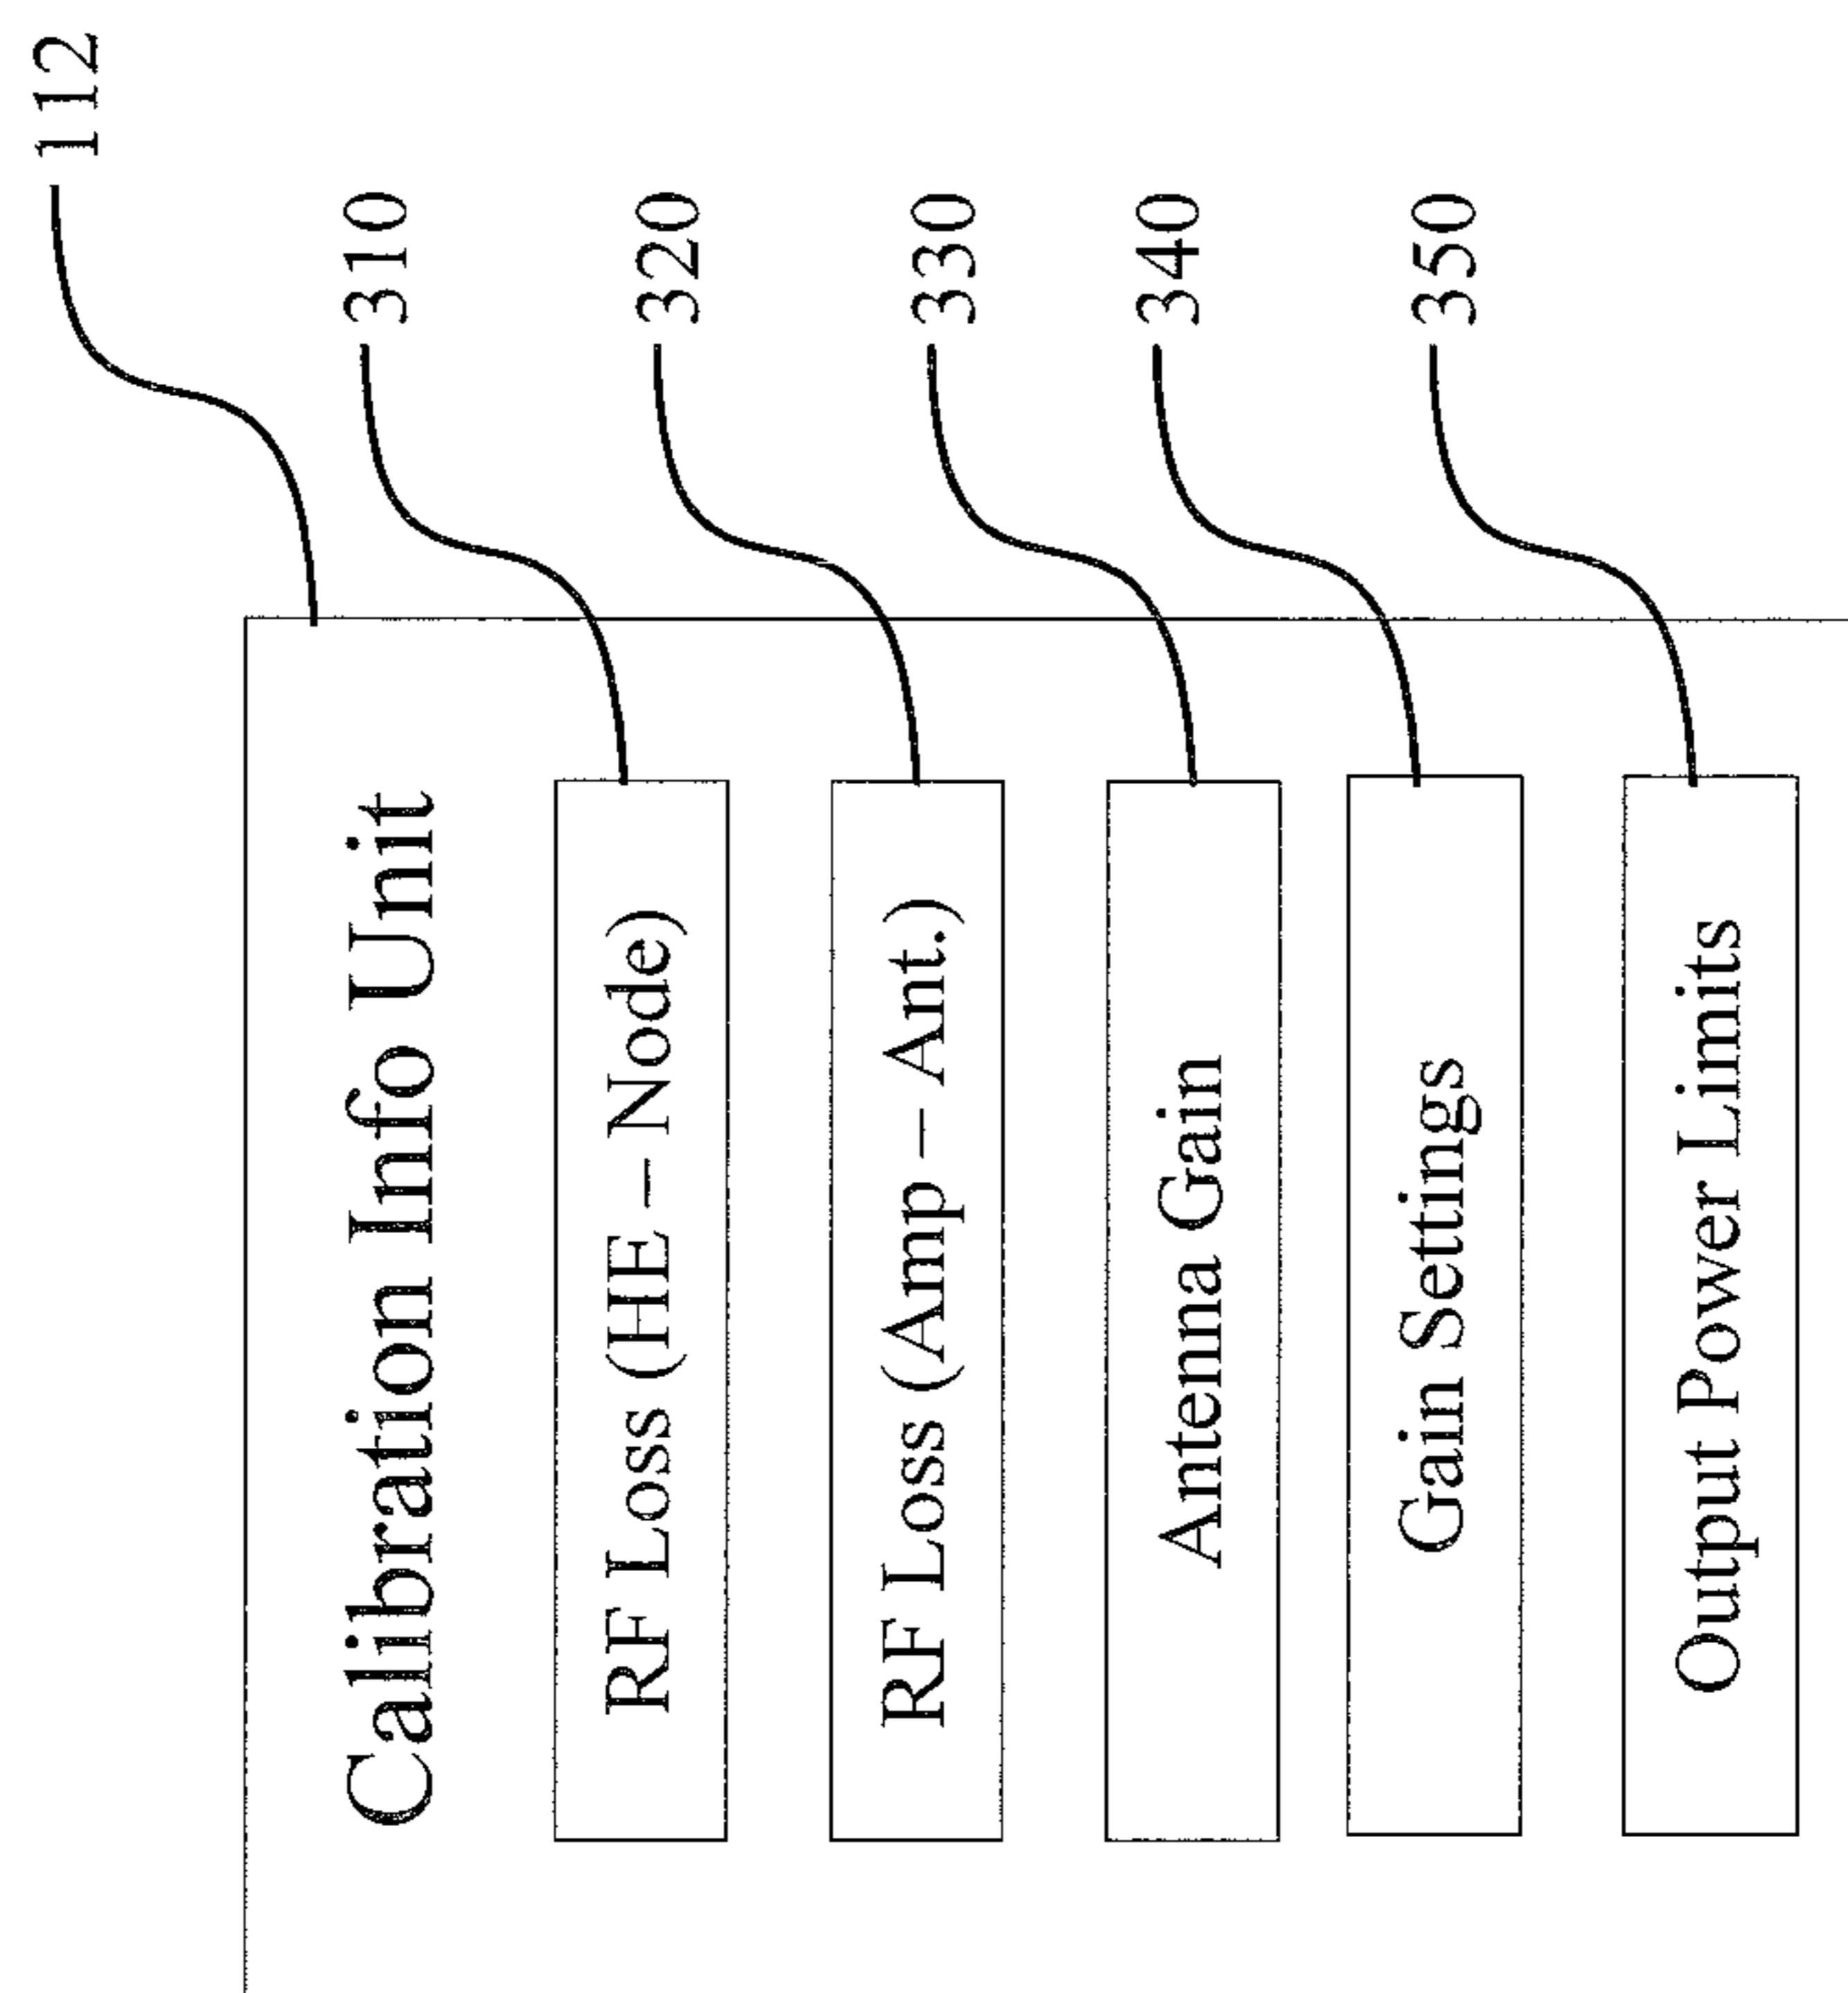 112
Calibration Info Unit
310
RF Loss (HE – Node)
320
RF Loss (Amp – Ant.)
330
Antenna Gain
340
Gain Settings
350
Output Power Limits